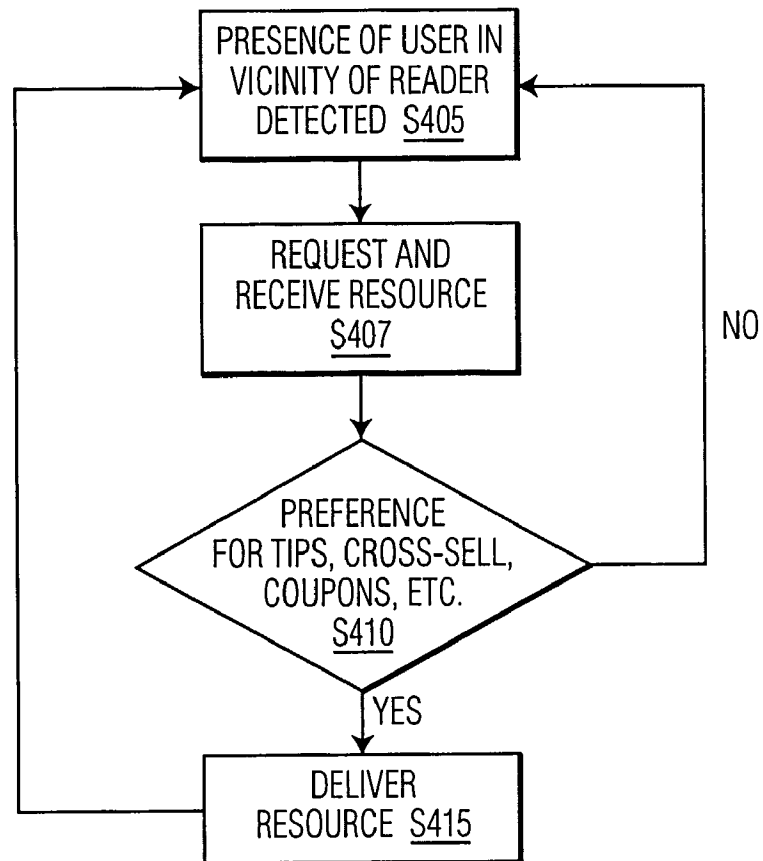 PRESENCE OF USER IN
VICINITY OF READER
DETECTED S405
REQUEST AND
RECEIVE RESOURCE
S407
NO
PREFERENCE
FOR TIPS, CROSS-SELL,
COUPONS, ETC.
S410
YES
DELIVER
RESOURCE S415